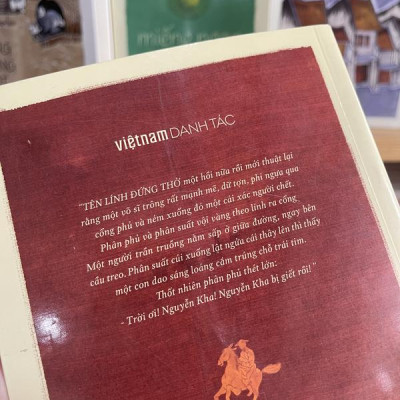 việtnam DANH TÁC
"TÊN LÍNH ĐỨNG THỜ một hồi nữa rồi mới thuật lại
rằng một võ sĩ trông rất mạnh mẽ, dữ tợn, phi ngựa qua
cổng phủ và ném xuống đó một cái xác người chết.
Phán phủ và phán suất vội vàng theo lính ra cổng.
Một người trần truồng nằm sấp ở giữa đường, ngay bên
cầu treo. Phán suất cúi xuống lật ngửa cái thây lên thì thấy
một con dao sáng loáng cắm trúng chỗ trái tim.
Thốt nhiên phán phủ thét lớn:
- Trời ơi! Nguyễn Kha! Nguyễn Kha bị giết rồi!"